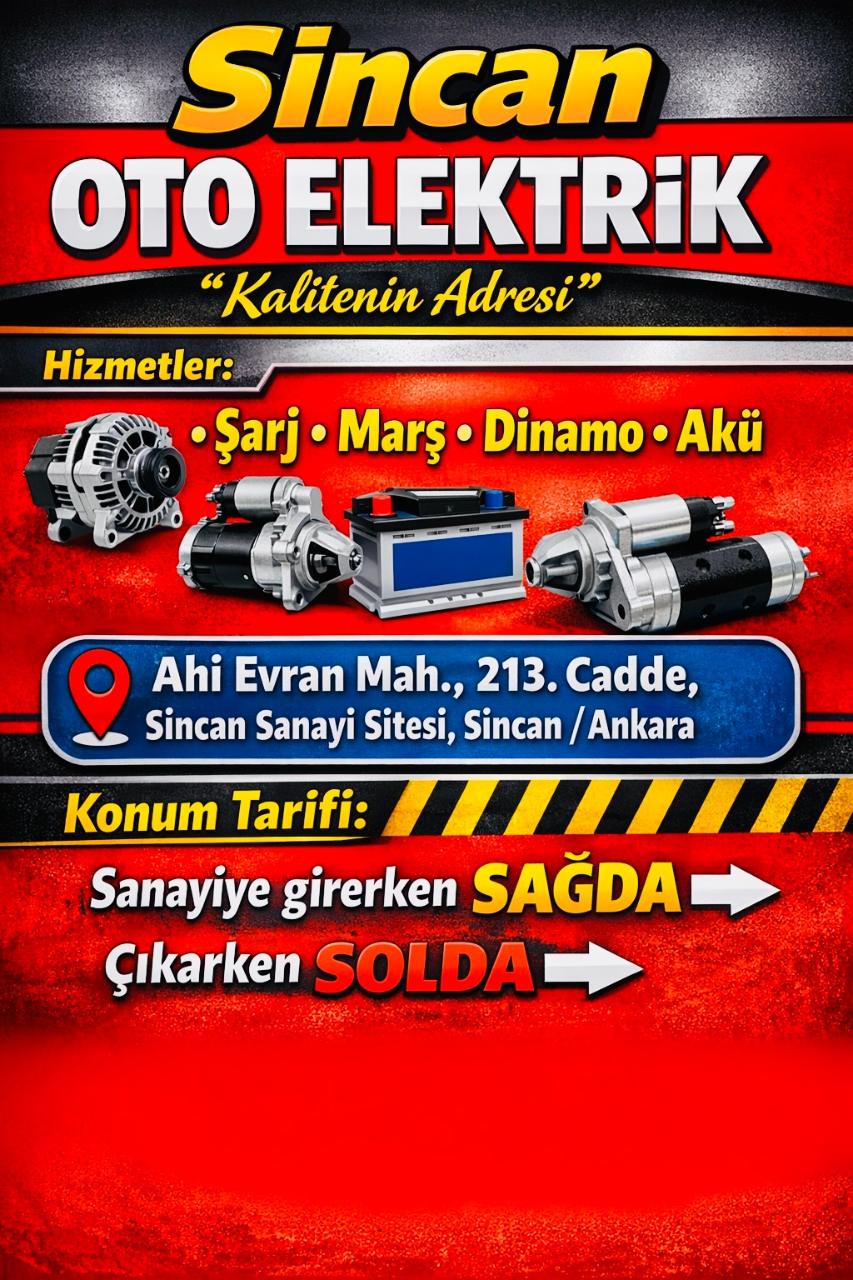 Sincan
OTO ELEKTRiK
“Kalitenin Adresi”
Hizmetler:
• Şarj • Marş • Dinamo • Akü
Ahi Evran Mah., 213. Cadde,
Sincan Sanayi Sitesi, Sincan / Ankara
Konum Tarifi:
Sanayiye girerken SAĞDA
Çıkarken SOLDA